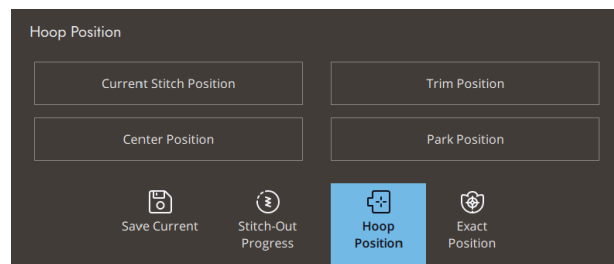 Hoop Position
Current Stitch Position
Trim Position
Center Position
Park Position
Save Current
Stitch-Out
Progress
Hoop
Position
Exact
Position